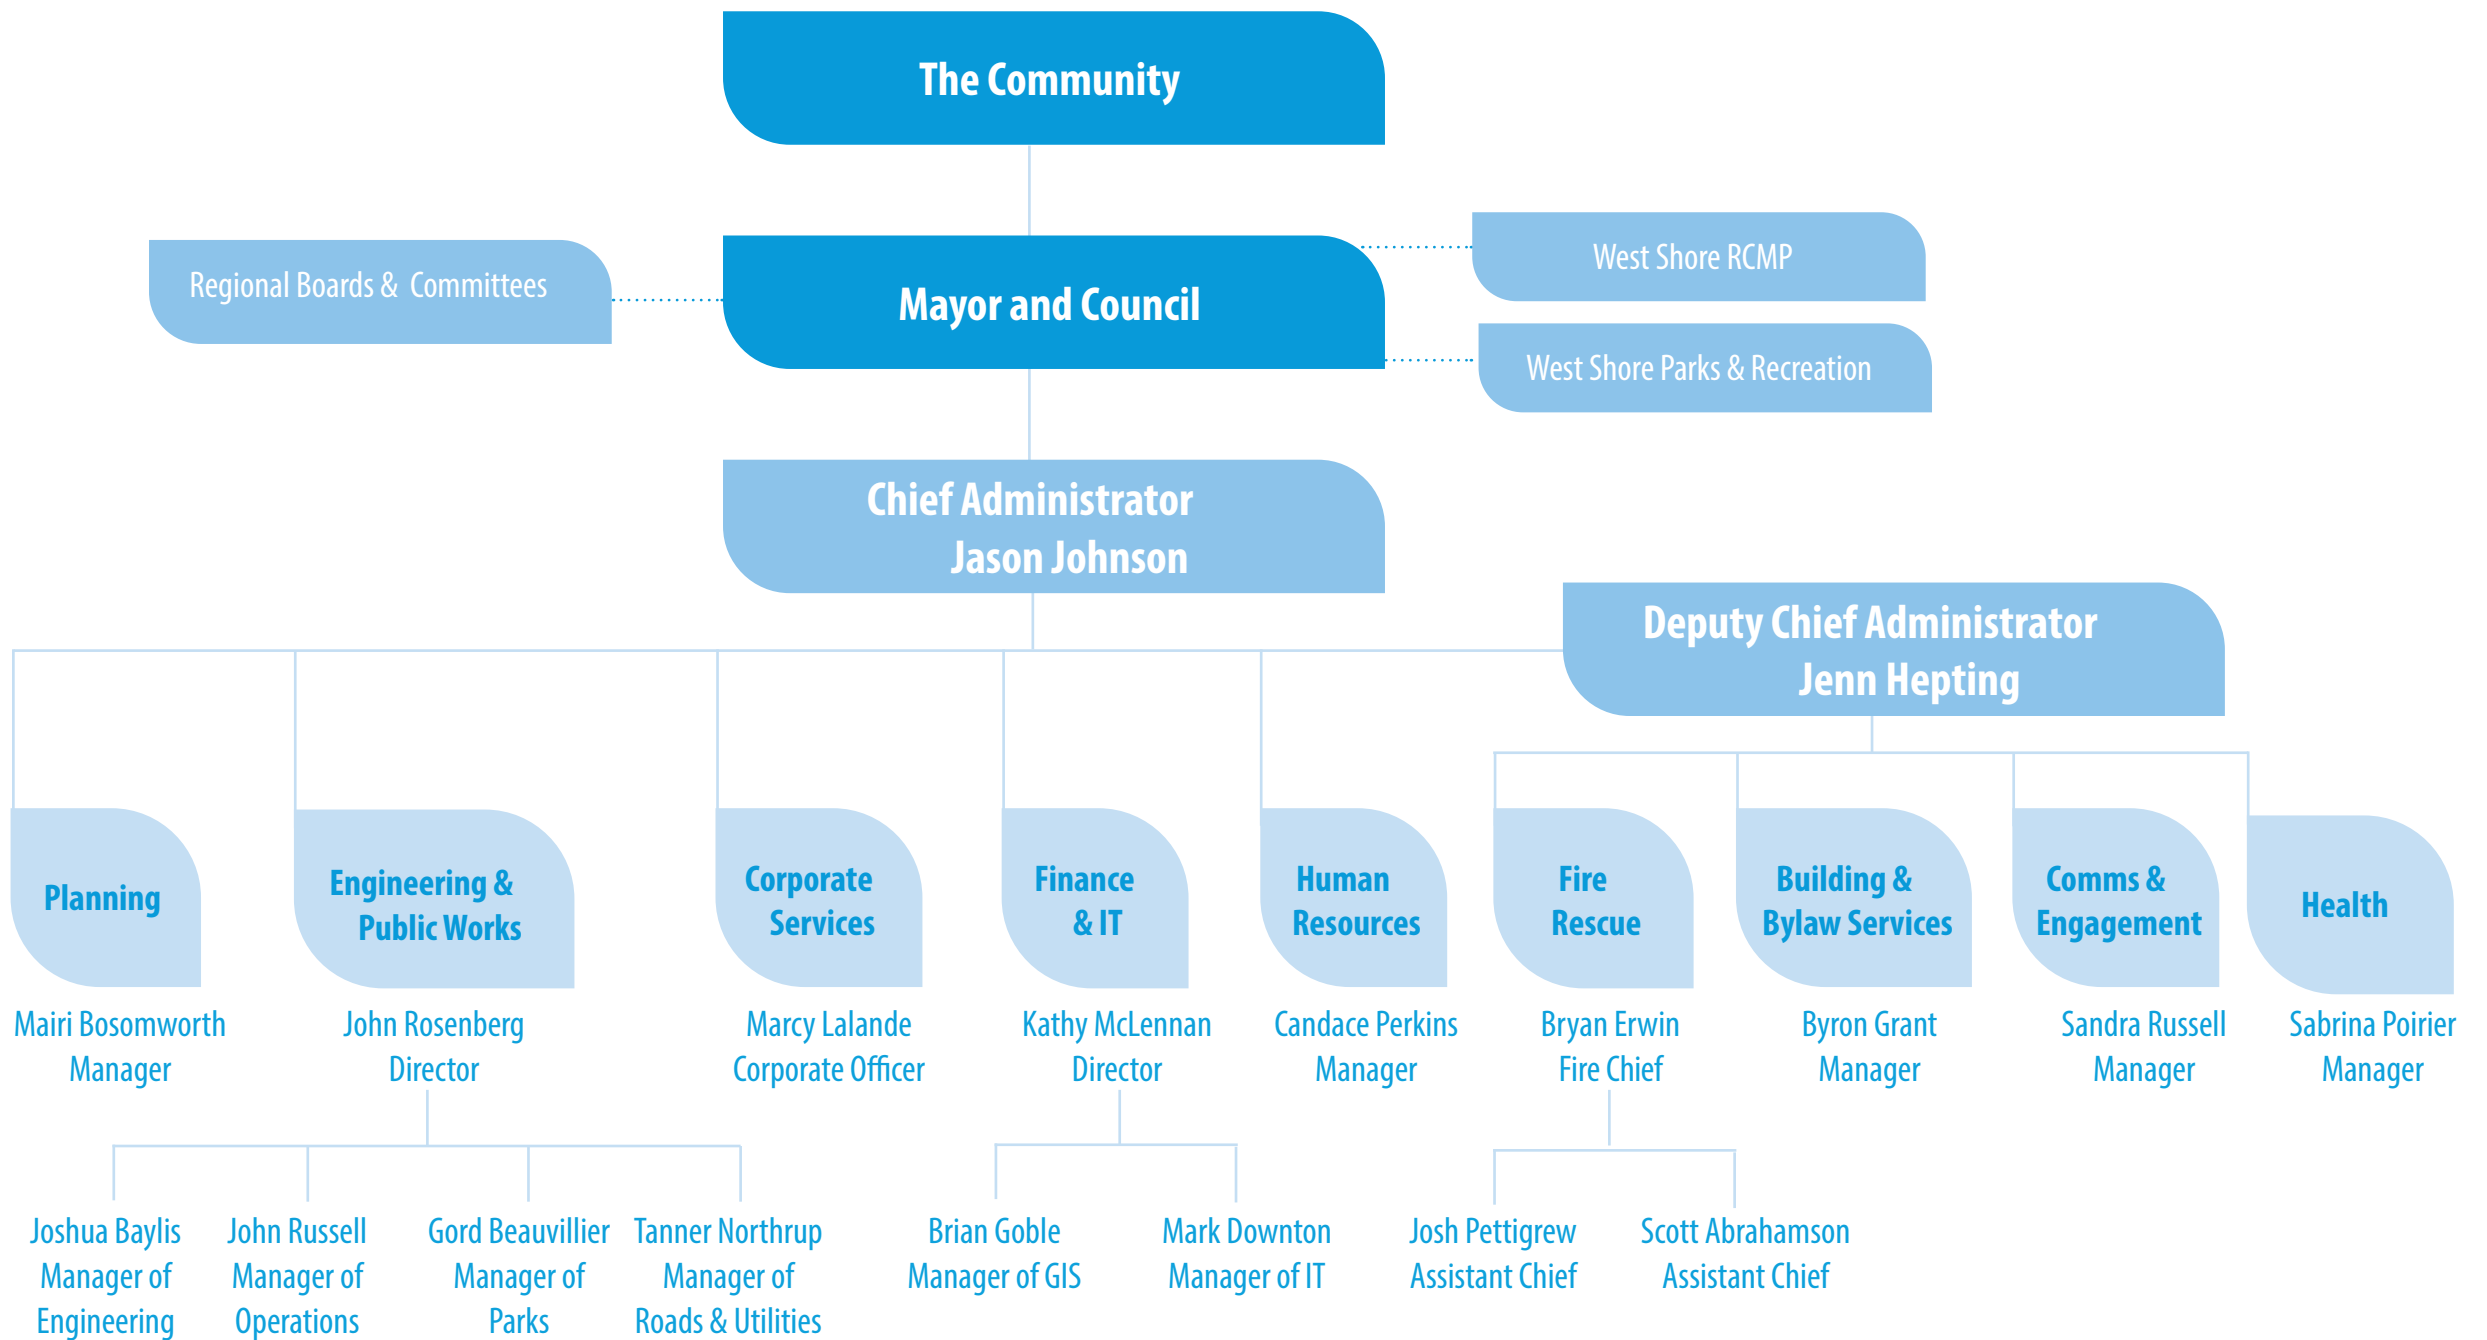 The Community
Regional Boards & Committees
Mayor and Council
West Shore RCMP
West Shore Parks & Recreation
Chief Administrator
Jason Johnson
Deputy Chief Administrator
Jenn Hepting
Planning
Mairi Bosomworth
Manager
Engineering &
Public Works
John Rosenberg
Director
Corporate
Services
Marcy Lalande
Corporate Officer
Finance
& IT
Kathy McLennan
Director
Human
Resources
Candace Perkins
Manager
Fire
Rescue
Bryan Erwin
Fire Chief
Building &
Bylaw Services
Byron Grant
Manager
Comms &
Engagement
Sandra Russell
Manager
Health
Sabrina Poirier
Manager
Joshua Baylis
Manager of
Engineering
John Russell
Manager of
Operations
Gord Beauvillier
Manager of
Parks
Tanner Northrup
Manager of
Roads & Utilities
Brian Goble
Manager of GIS
Mark Downton
Manager of IT
Josh Pettigrew
Assistant Chief
Scott Abrahamson
Assistant Chief